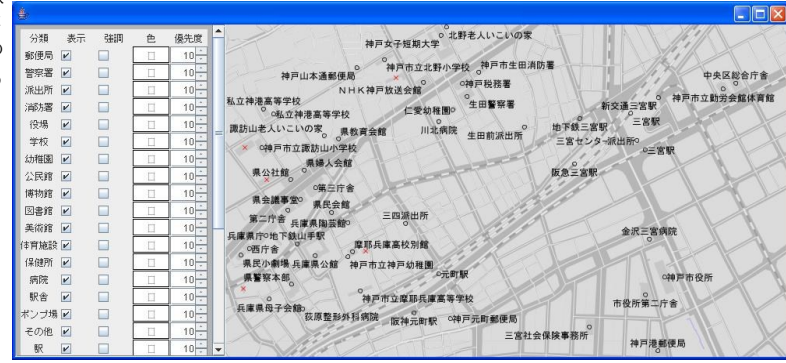 分類 表示 強調 色 優先度
郵便局 10
警察署 10
派出所 10
消防署 10
役場 10
学校 10
幼稚園 10
公民館 10
博物館 10
図書館 10
美術館 10
体育施設 10
保健所 10
病院 10
駅舎 10
ポンプ場 10
その他 10
駅 10
北野老人いこいの家
神戸女子短期大学
神戸市立北野小学校
神戸市生田消防署
神戸山本通郵便局
中央区総合庁舎
NHK神戸放送会館
神戸税務署
神戸市立勤労会館体育館
私立神港高等学校
私立神港高等学校
仁愛幼稚園
生田警察署
新交通三宮駅
三宮駅
諏訪山老人いこいの家
県教育会館
川北病院
生田前派出所
地下鉄三宮駅
三宮センター派出所
神戸市立諏訪山小学校
三宮駅
県婦人会館
県公社館
阪急三宮駅
第三庁舎
県会議事堂
県民会館
第二庁舎
兵庫県陶芸館
三四派出所
兵庫県庁
地下鉄山手駅
金沢三宮病院
西庁舎
摩耶兵庫高校別館
県民小劇場
兵庫県公館
神戸市立神戸幼稚園
元町駅
県警察本部
神戸市役所
神戸市立摩耶兵庫高等学校
市役所第二庁舎
兵庫県母子会館
荻原整形外科病院
阪神元町駅
神戸元町郵便局
三宮社会保険事務所
神戸港郵便局